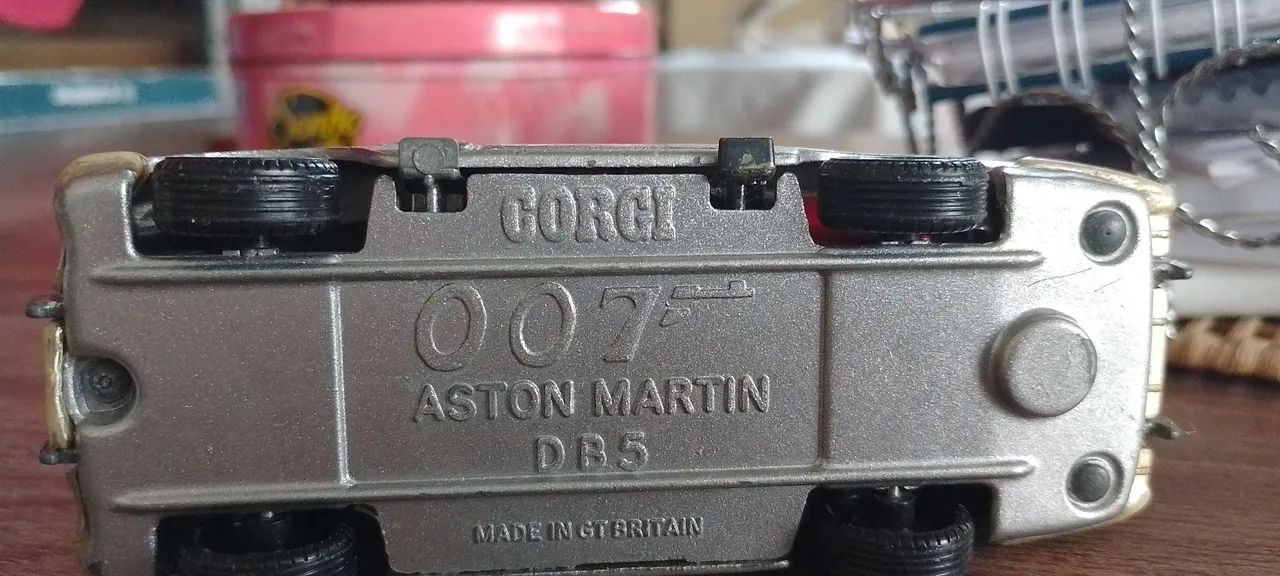 CORGI
007
ASTON MARTIN
DB5
MADE IN GT BRITAIN